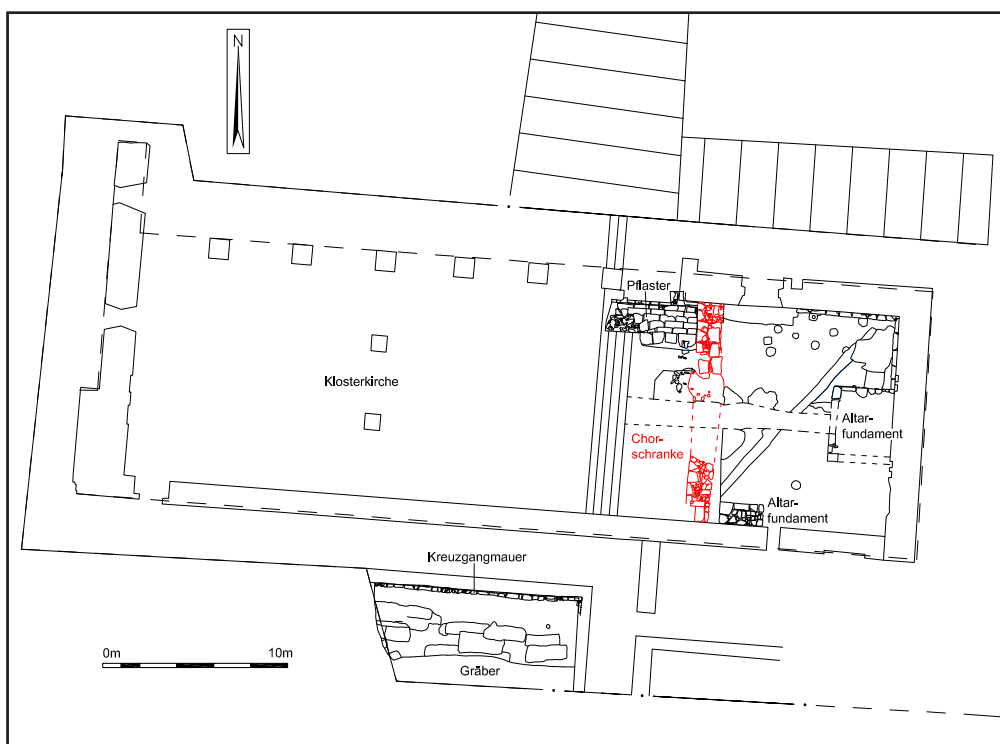 N
Pflaster
Klosterkirche
Chor-
schranke
Altar-
fundament
Altar-
fundament
Kreuzgangmauer
Gräber
0m 10m